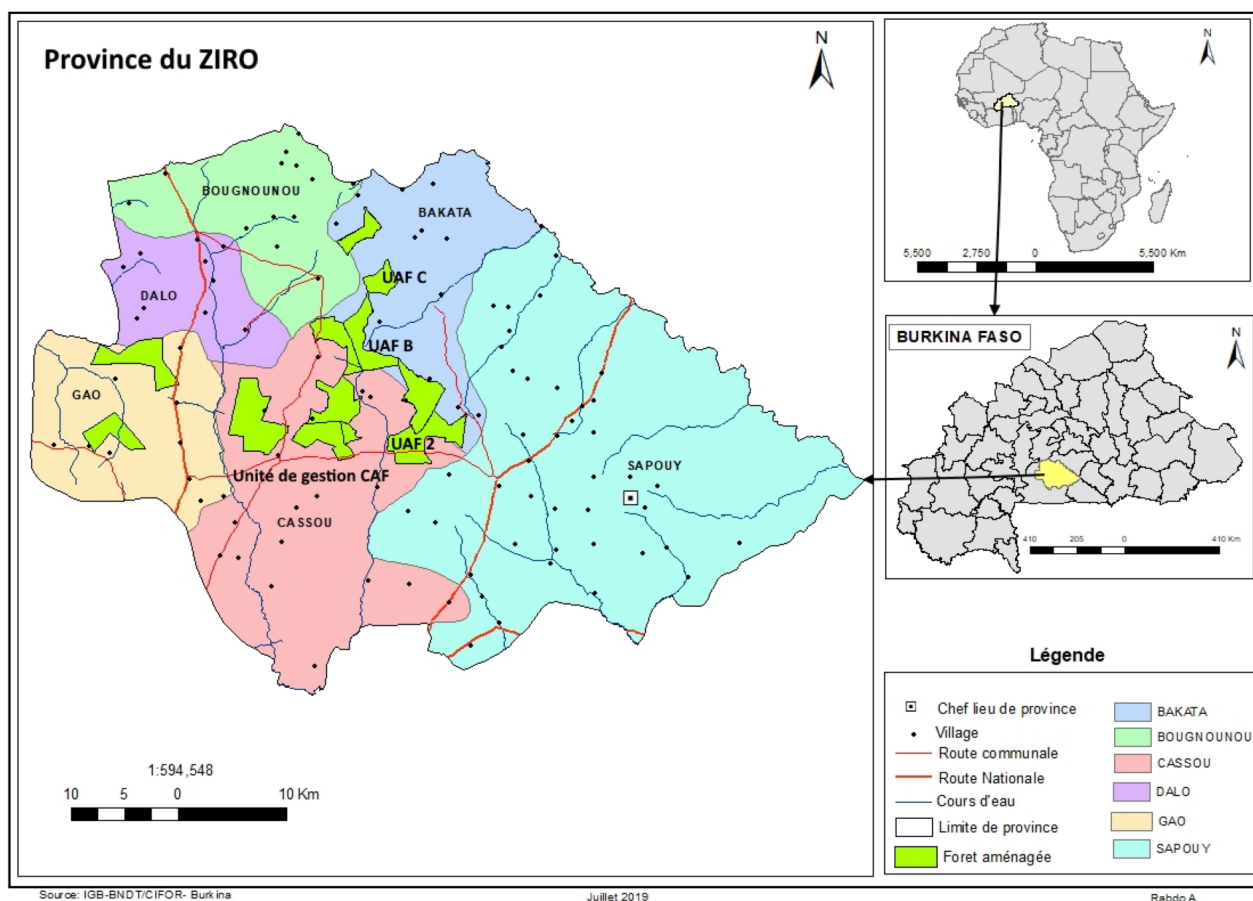 Province du ZIRO
N
BOUGNOUNOU
BAKATA
UAF C
DALO
UAF B
GAO
UAF 2
SAPOUY
Unité de gestion CAF
CASSOU
1:594,548
10 5 0 10 Km
N
5,500 2,750 0 5,500 Km
BURKINA FASO
N
410 205 0 410 Km
Légende
Chef lieu de province
Village
Route communale
Route Nationale
Cours d'eau
Limite de province
Foret aménagée
BAKATA
BOUGNOUNOU
CASSOU
DALO
GAO
SAPOUY
Source: IGB-BNDT/CIFOR- Burkina
Juillet 2019
Rabdo A.